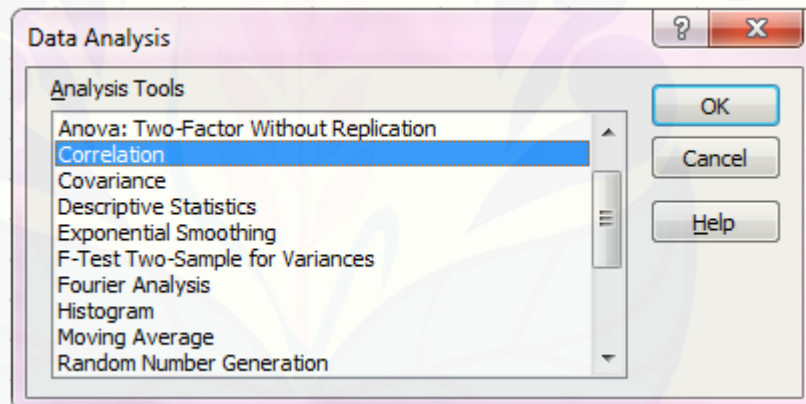 Data Analysis
?
Analysis Tools
Anova: Two-Factor Without Replication
Correlation
Covariance
Descriptive Statistics
Exponential Smoothing
F-Test Two-Sample for Variances
Fourier Analysis
Histogram
Moving Average
Random Number Generation
OK
Cancel
Help